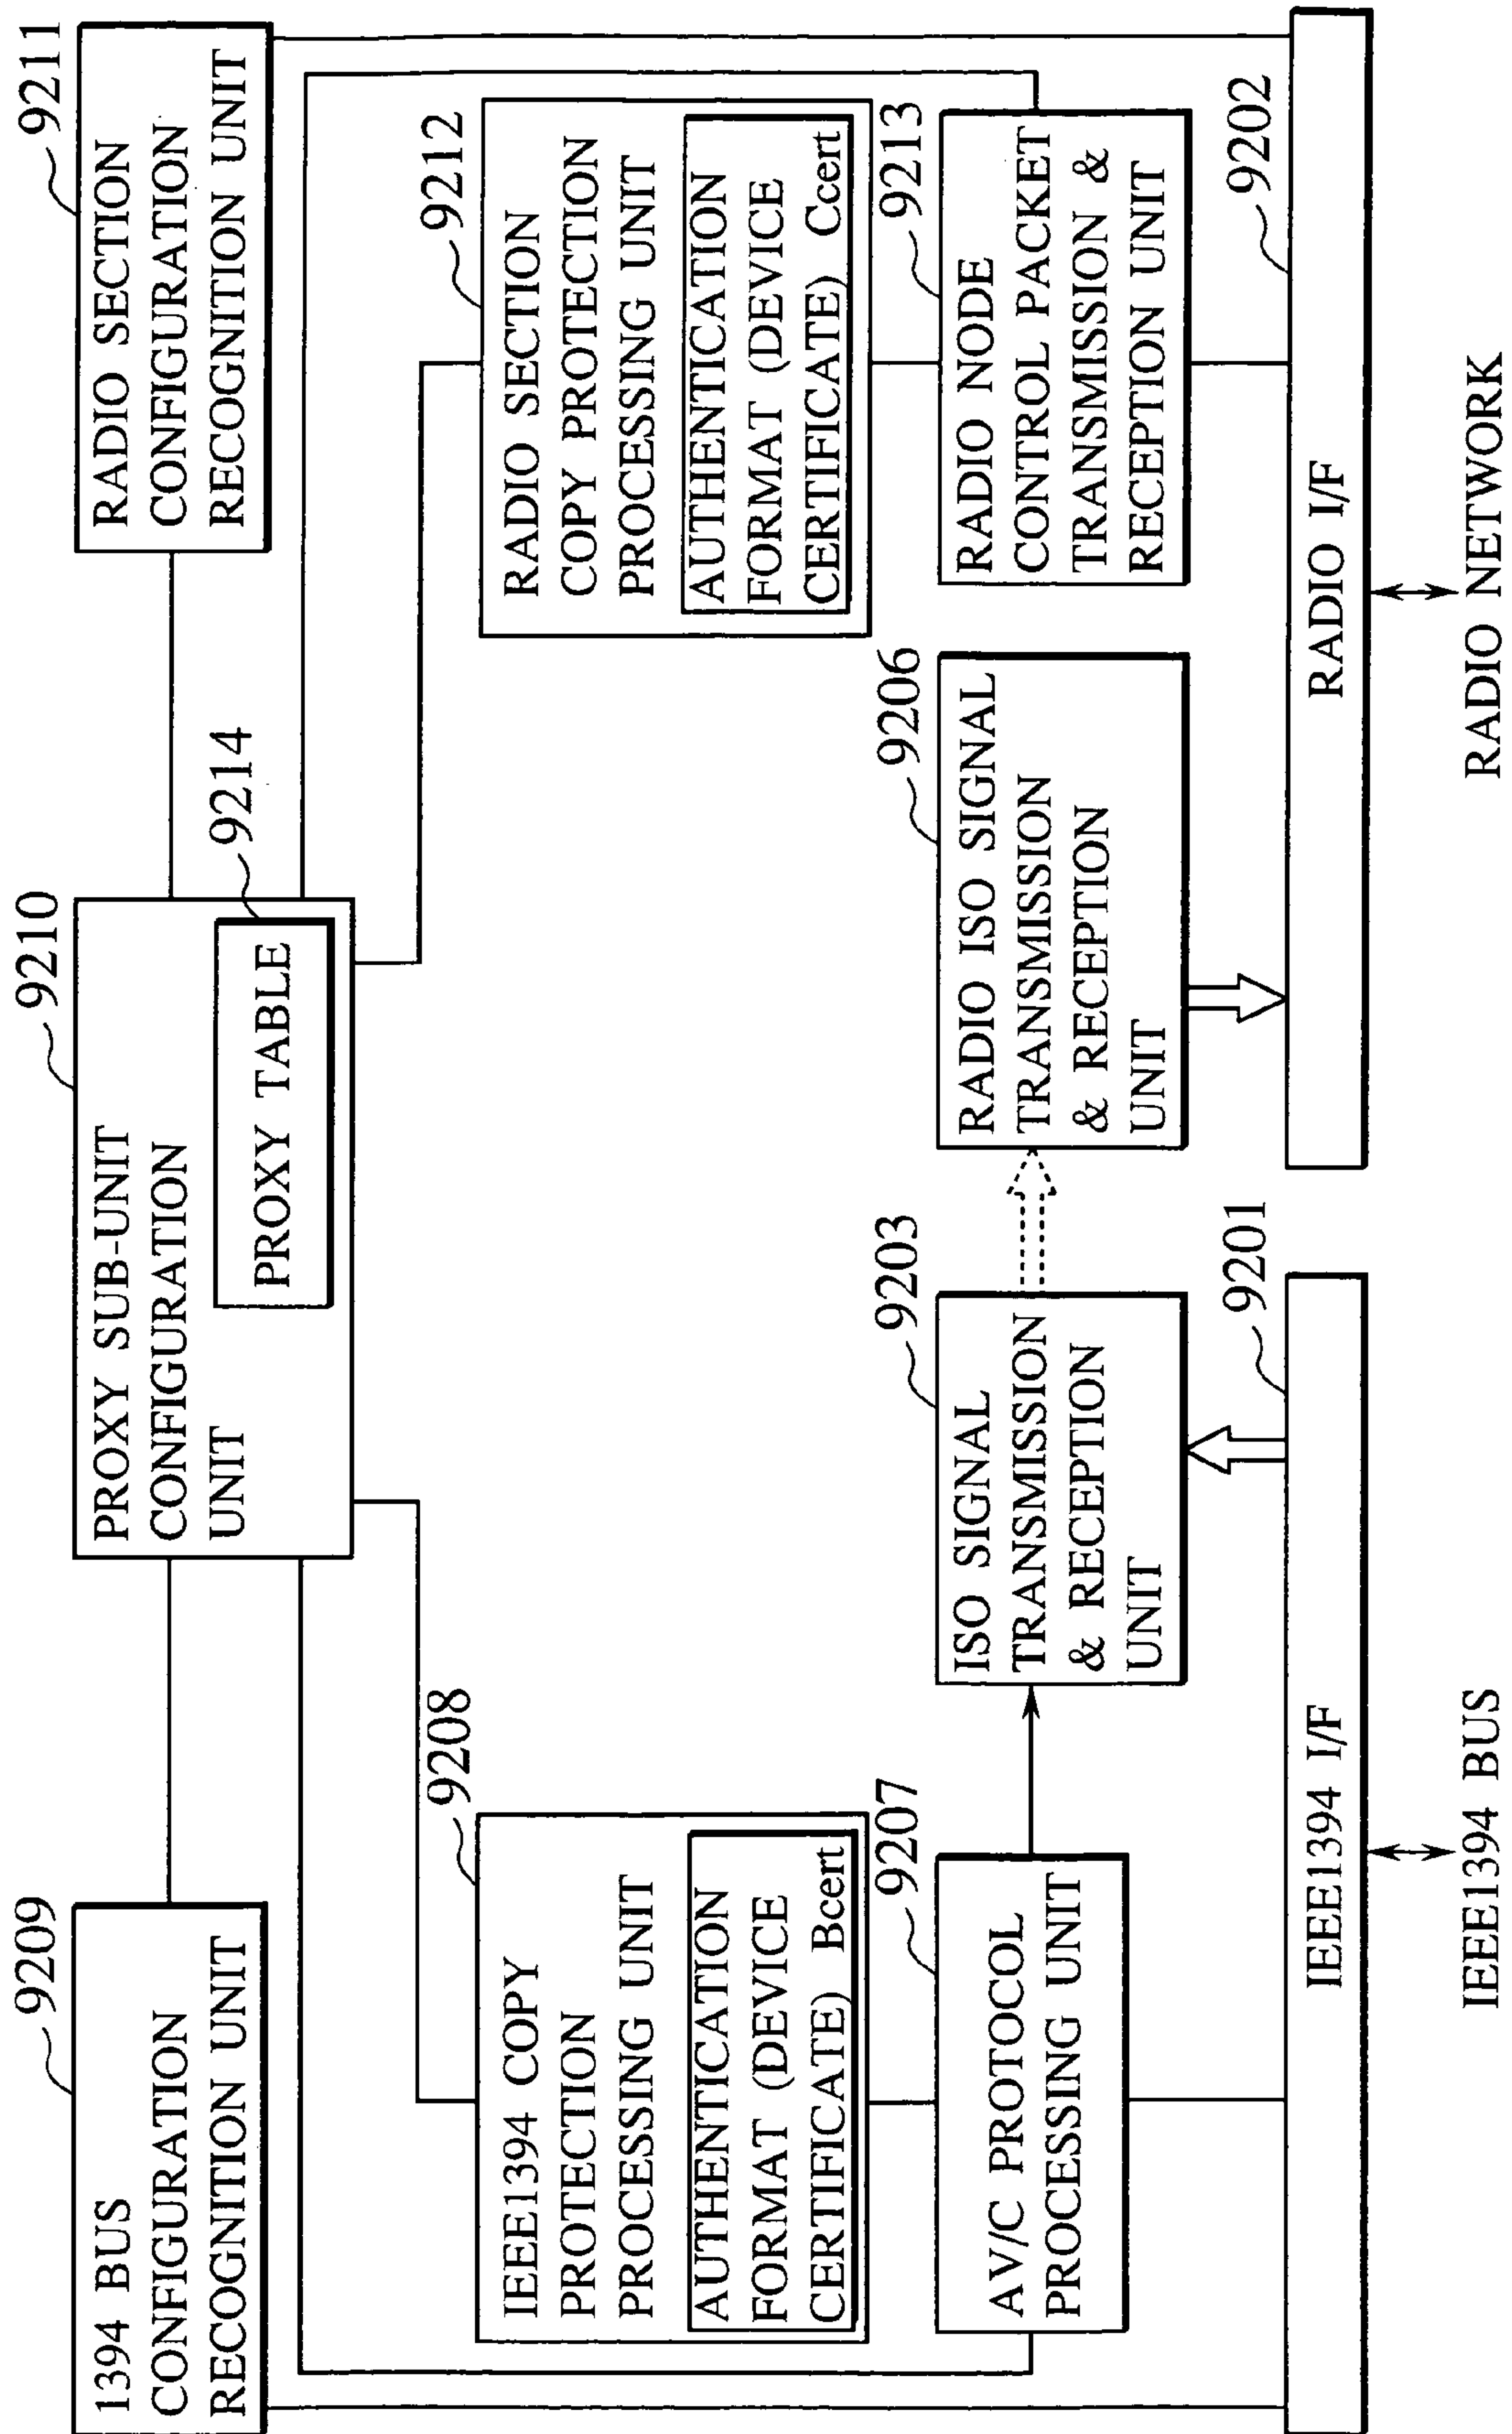 9209
1394 BUS
CONFIGURATION
RECOGNITION UNIT
9210
PROXY SUB-UNIT
CONFIGURATION
UNIT
9214
PROXY TABLE
9211
RADIO SECTION
CONFIGURATION
RECOGNITION UNIT
9208
IEEE1394 COPY
PROTECTION
PROCESSING UNIT
AUTHENTICATION
FORMAT (DEVICE
CERTIFICATE) Bcert
9212
RADIO SECTION
COPY PROTECTION
PROCESSING UNIT
AUTHENTICATION
FORMAT (DEVICE
CERTIFICATE) Ccert
9207
AV/C PROTOCOL
PROCESSING UNIT
9203
ISO SIGNAL
TRANSMISSION
& RECEPTION
UNIT
9206
RADIO ISO SIGNAL
TRANSMISSION
& RECEPTION
UNIT
9213
RADIO NODE
CONTROL PACKET
TRANSMISSION &
RECEPTION UNIT
9201
IEEE1394 I/F
9202
RADIO I/F
IEEE1394 BUS
RADIO NETWORK